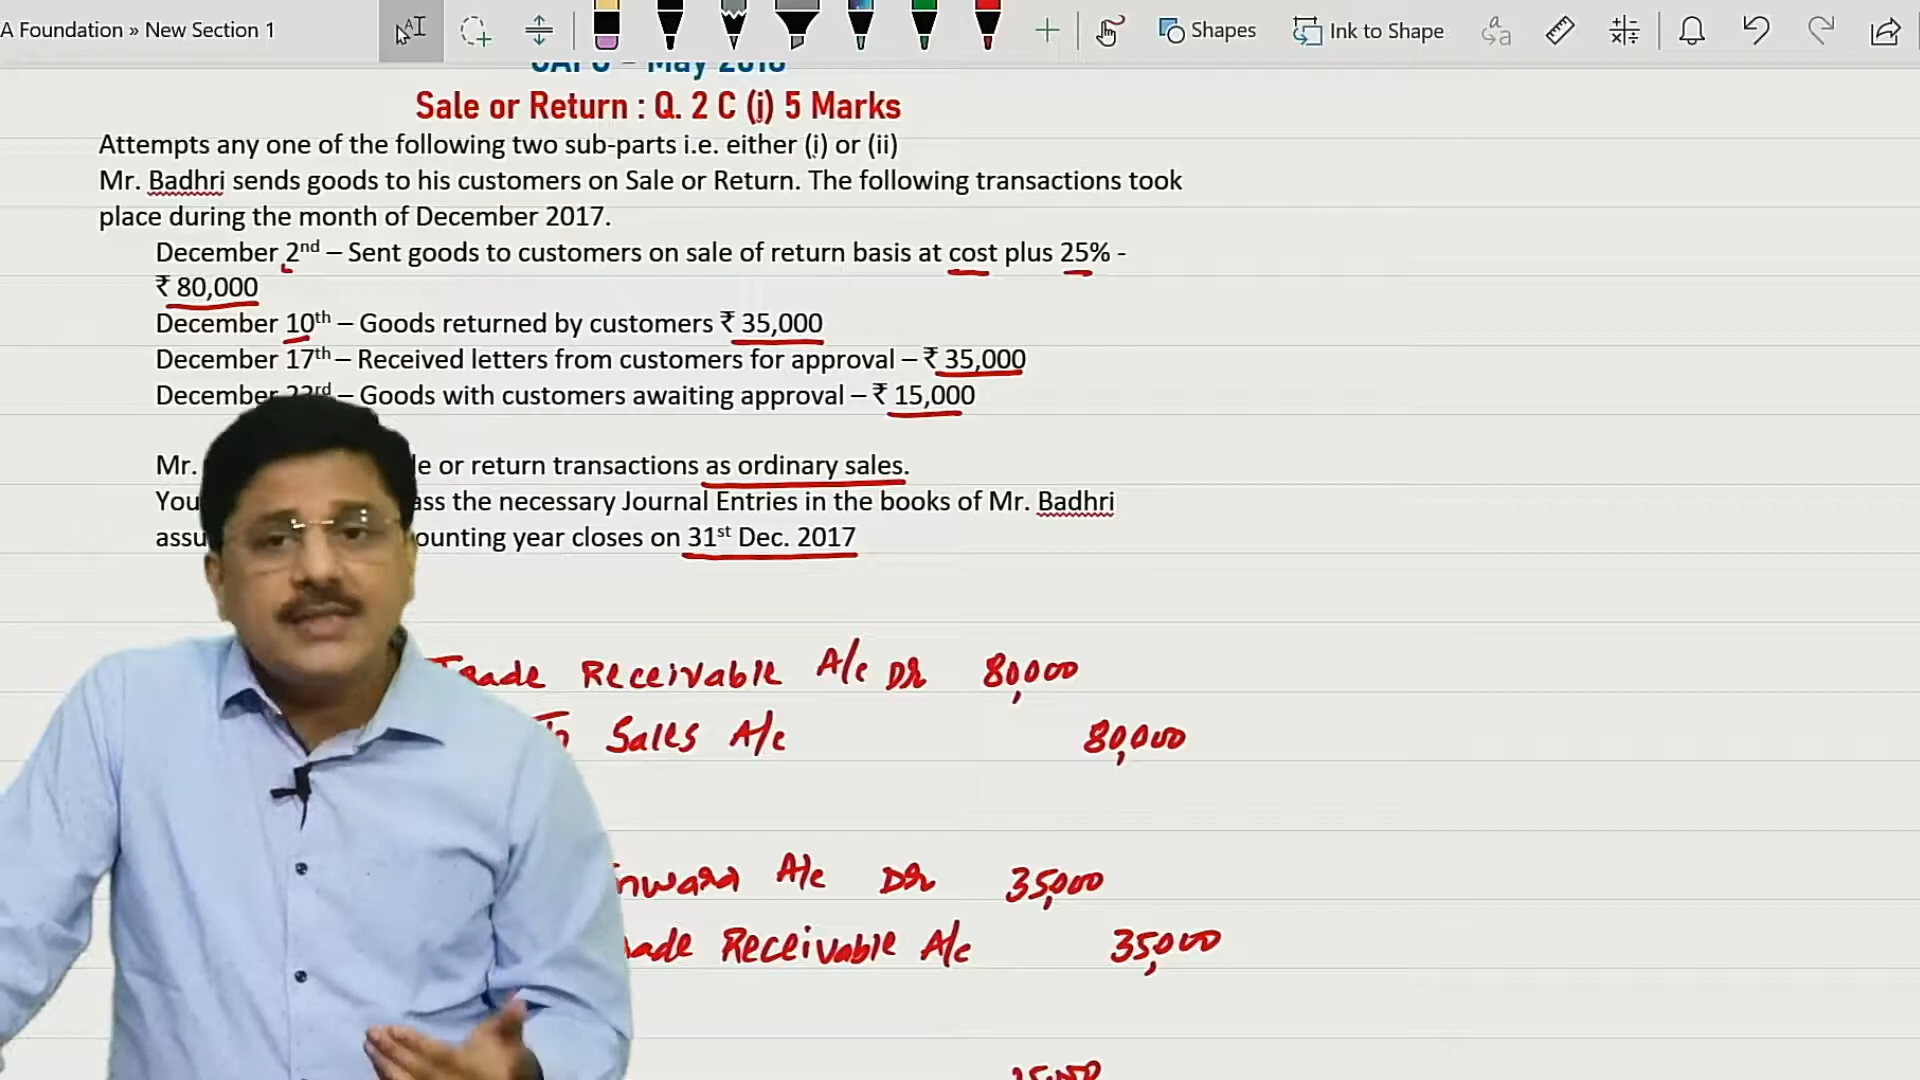 A Foundation » New Section 1
Shapes
Ink to Shape
Sale or Return : Q. 2 C (i) 5 Marks
Attempts any one of the following two sub-parts i.e. either (i) or (ii)
Mr. Badhri sends goods to his customers on Sale or Return. The following transactions took
place during the month of December 2017.
December 2nd – Sent goods to customers on sale of return basis at cost plus 25% -
₹ 80,000
December 10th – Goods returned by customers ₹ 35,000
December 17th – Received letters from customers for approval – ₹ 35,000
December – Goods with customers awaiting approval – ₹ 15,000
Mr. or return transactions as ordinary sales.
the necessary Journal Entries in the books of Mr. Badhri
year closes on 31st Dec. 2017
Receivable A/c Dr 80,000
To Sales A/c 80,000
A/c Dr 35,000
Receivable A/c 35,000